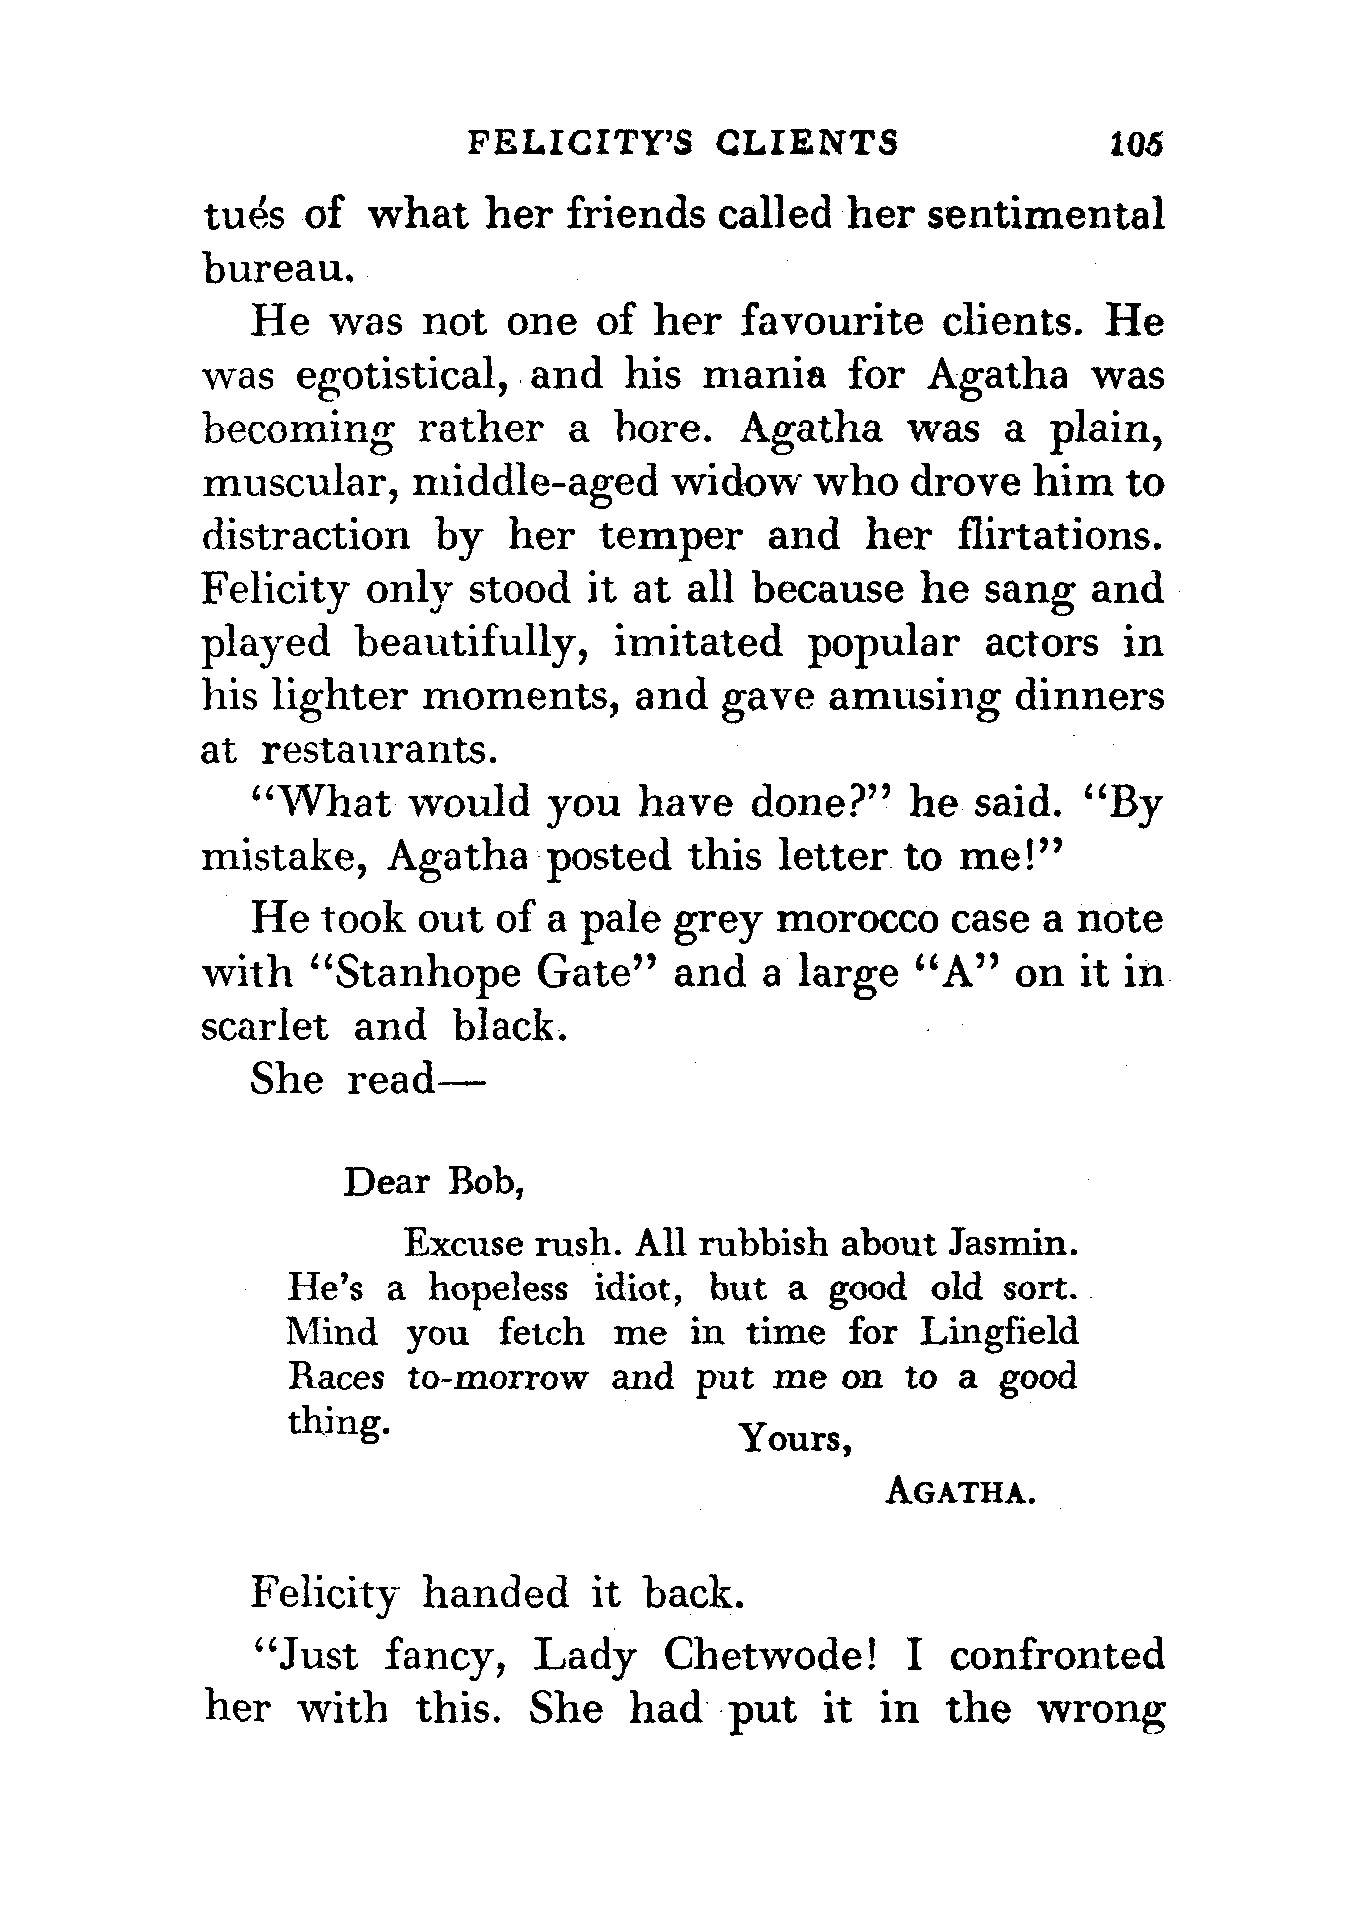 FELICITY'S CLIENTS 105
tués of what her friends called her sentimental
bureau.
He was not one of her favourite clients. He
was egotistical, and his mania for Agatha was
becoming rather a bore. Agatha was a plain,
muscular, middle-aged widow who drove him to
distraction by her temper and her flirtations.
Felicity only stood it at all because he sang and
played beautifully, imitated popular actors in
his lighter moments, and gave amusing dinners
at restaurants.
"What would you have done?" he said. "By
mistake, Agatha posted this letter to me!"
He took out of a pale grey morocco case a note
with "Stanhope Gate" and a large "A" on it in
scarlet and black.
She read—
Dear Bob,
Excuse rush. All rubbish about Jasmin.
He's a hopeless idiot, but a good old sort.
Mind you fetch me in time for Lingfield
Races to-morrow and put me on to a good
thing.
Yours,
AGATHA.
Felicity handed it back.
"Just fancy, Lady Chetwode! I confronted
her with this. She had put it in the wrong